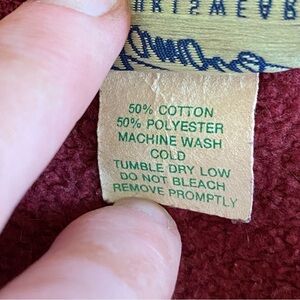 50% COTTON
50% POLYESTER
MACHINE WASH
COLD
TUMBLE DRY LOW
DO NOT BLEACH
REMOVE PROMPTLY